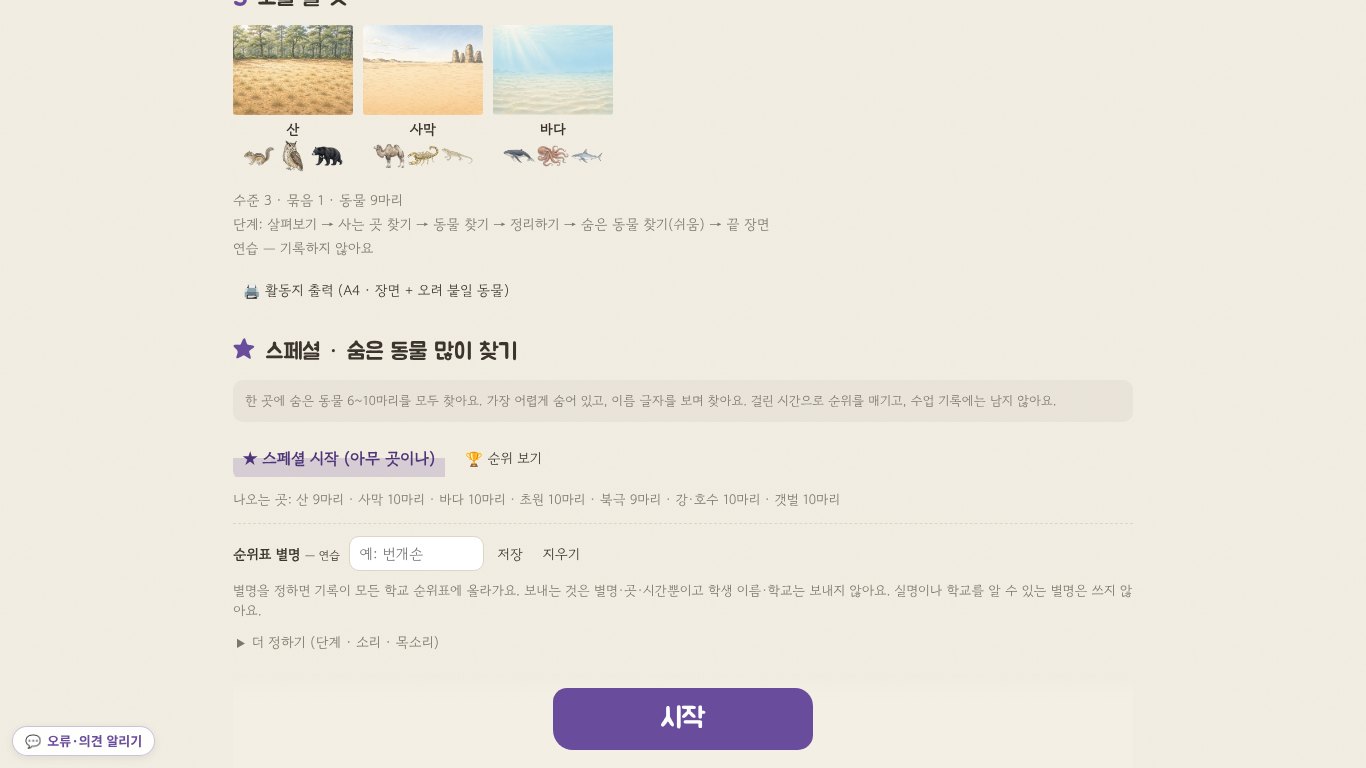 산
사막
바다
수준 3 · 묶음 1 · 동물 9마리
단계: 살펴보기 → 사는 곳 찾기 → 동물 찾기 → 정리하기 → 숨은 동물 찾기(쉬움) → 끝 장면
연습 — 기록하지 않아요
활동지 출력 (A4 · 장면 + 오려 붙일 동물)
스페셜 · 숨은 동물 많이 찾기
한 곳에 숨은 동물 6~10마리를 모두 찾아요. 가장 어렵게 숨어 있고, 이름 글자를 보며 찾아요. 걸린 시간으로 순위를 매기고, 수업 기록에는 남지 않아요.
★ 스페셜 시작 (아무 곳이나)
🏆 순위 보기
나오는 곳: 산 9마리 · 사막 10마리 · 바다 10마리 · 초원 10마리 · 북극 9마리 · 강·호수 10마리 · 갯벌 10마리
순위표 별명 — 연습
예: 번개손
저장
지우기
별명을 정하면 기록이 모든 학교 순위표에 올라가요. 보내는 것은 별명·곳·시간뿐이고 학생 이름·학교는 보내지 않아요. 실명이나 학교를 알 수 있는 별명은 쓰지 않
아요.
▶ 더 정하기 (단계 · 소리 · 목소리)
시작
💬 오류·의견 알리기